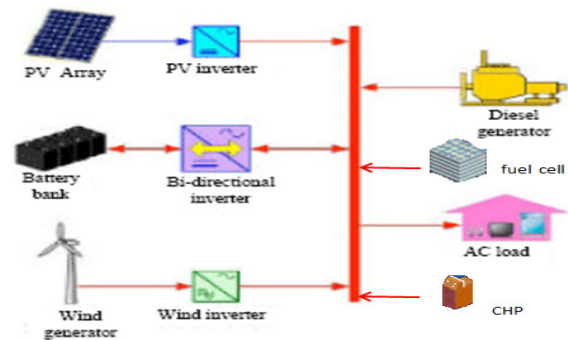 PV Array
PV inverter
Diesel
generator
Battery
bank
Bi-directional
inverter
fuel cell
AC load
Wind
generator
Wind inverter
CHP